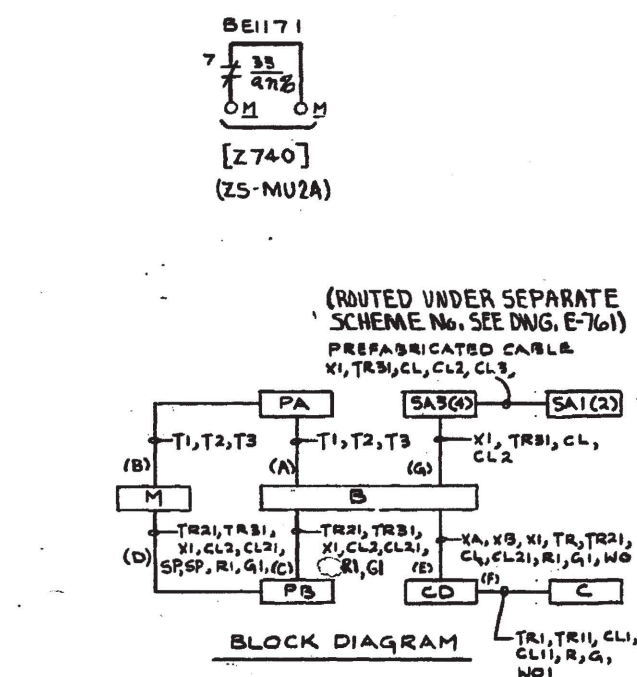 BE1171
7 33
an8
M M
[Z740]
(ZS-MU2A)
(ROUTED UNDER SEPARATE
SCHEME No. SEE DWG. E-761)
PREFABRICATED CABLE
X1, TR31, CL, CL2, CL3,
PA
SA3(4)
SA1(2)
T1, T2, T3
T1, T2, T3
X1, TR31, CL,
CL2
(B)
(A)
(G)
M
B
(D)
TR21, TR31,
X1, CL2, CL21,
SP, SP, R1, G1,
(C)
TR21, TR31,
X1, CL2, CL21,
R1, G1
(E)
XA, XB, X1, TR, TR21,
CL, CL21, R1, G1, WO
PB
CD
(F)
C
TR1, TR11, CL1,
CL11, R, G,
WO1
BLOCK DIAGRAM